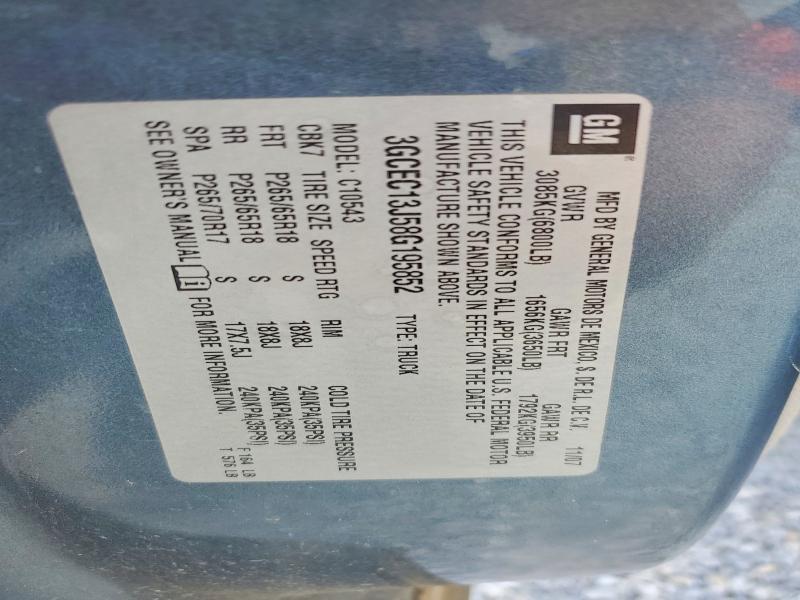 GM®
MFD BY GENERAL MOTORS DE MEXICO, S. DE R.L. DE C.V. 11/07
GVWR GAWR FRT GAWR RR
3085KG(6800LB) 1656KG(3650LB) 1792KG(3950LB)
THIS VEHICLE CONFORMS TO ALL APPLICABLE U.S. FEDERAL MOTOR
VEHICLE SAFETY STANDARDS IN EFFECT ON THE DATE OF
MANUFACTURE SHOWN ABOVE.
3GCEC13J58G195852 TYPE: TRUCK
MODEL: C10543
CBK7 TIRE SIZE SPEED RTG RIM COLD TIRE PRESSURE
FRT P265/65R18 S 18X8J 240KPA(35PSI)
RR P265/65R18 S 18X8J 240KPA(35PSI)
SPA P265/70R17 S 17X7.5J 240KPA(35PSI)
SEE OWNER'S MANUAL FOR MORE INFORMATION.
F 164 LB
T 576 LB